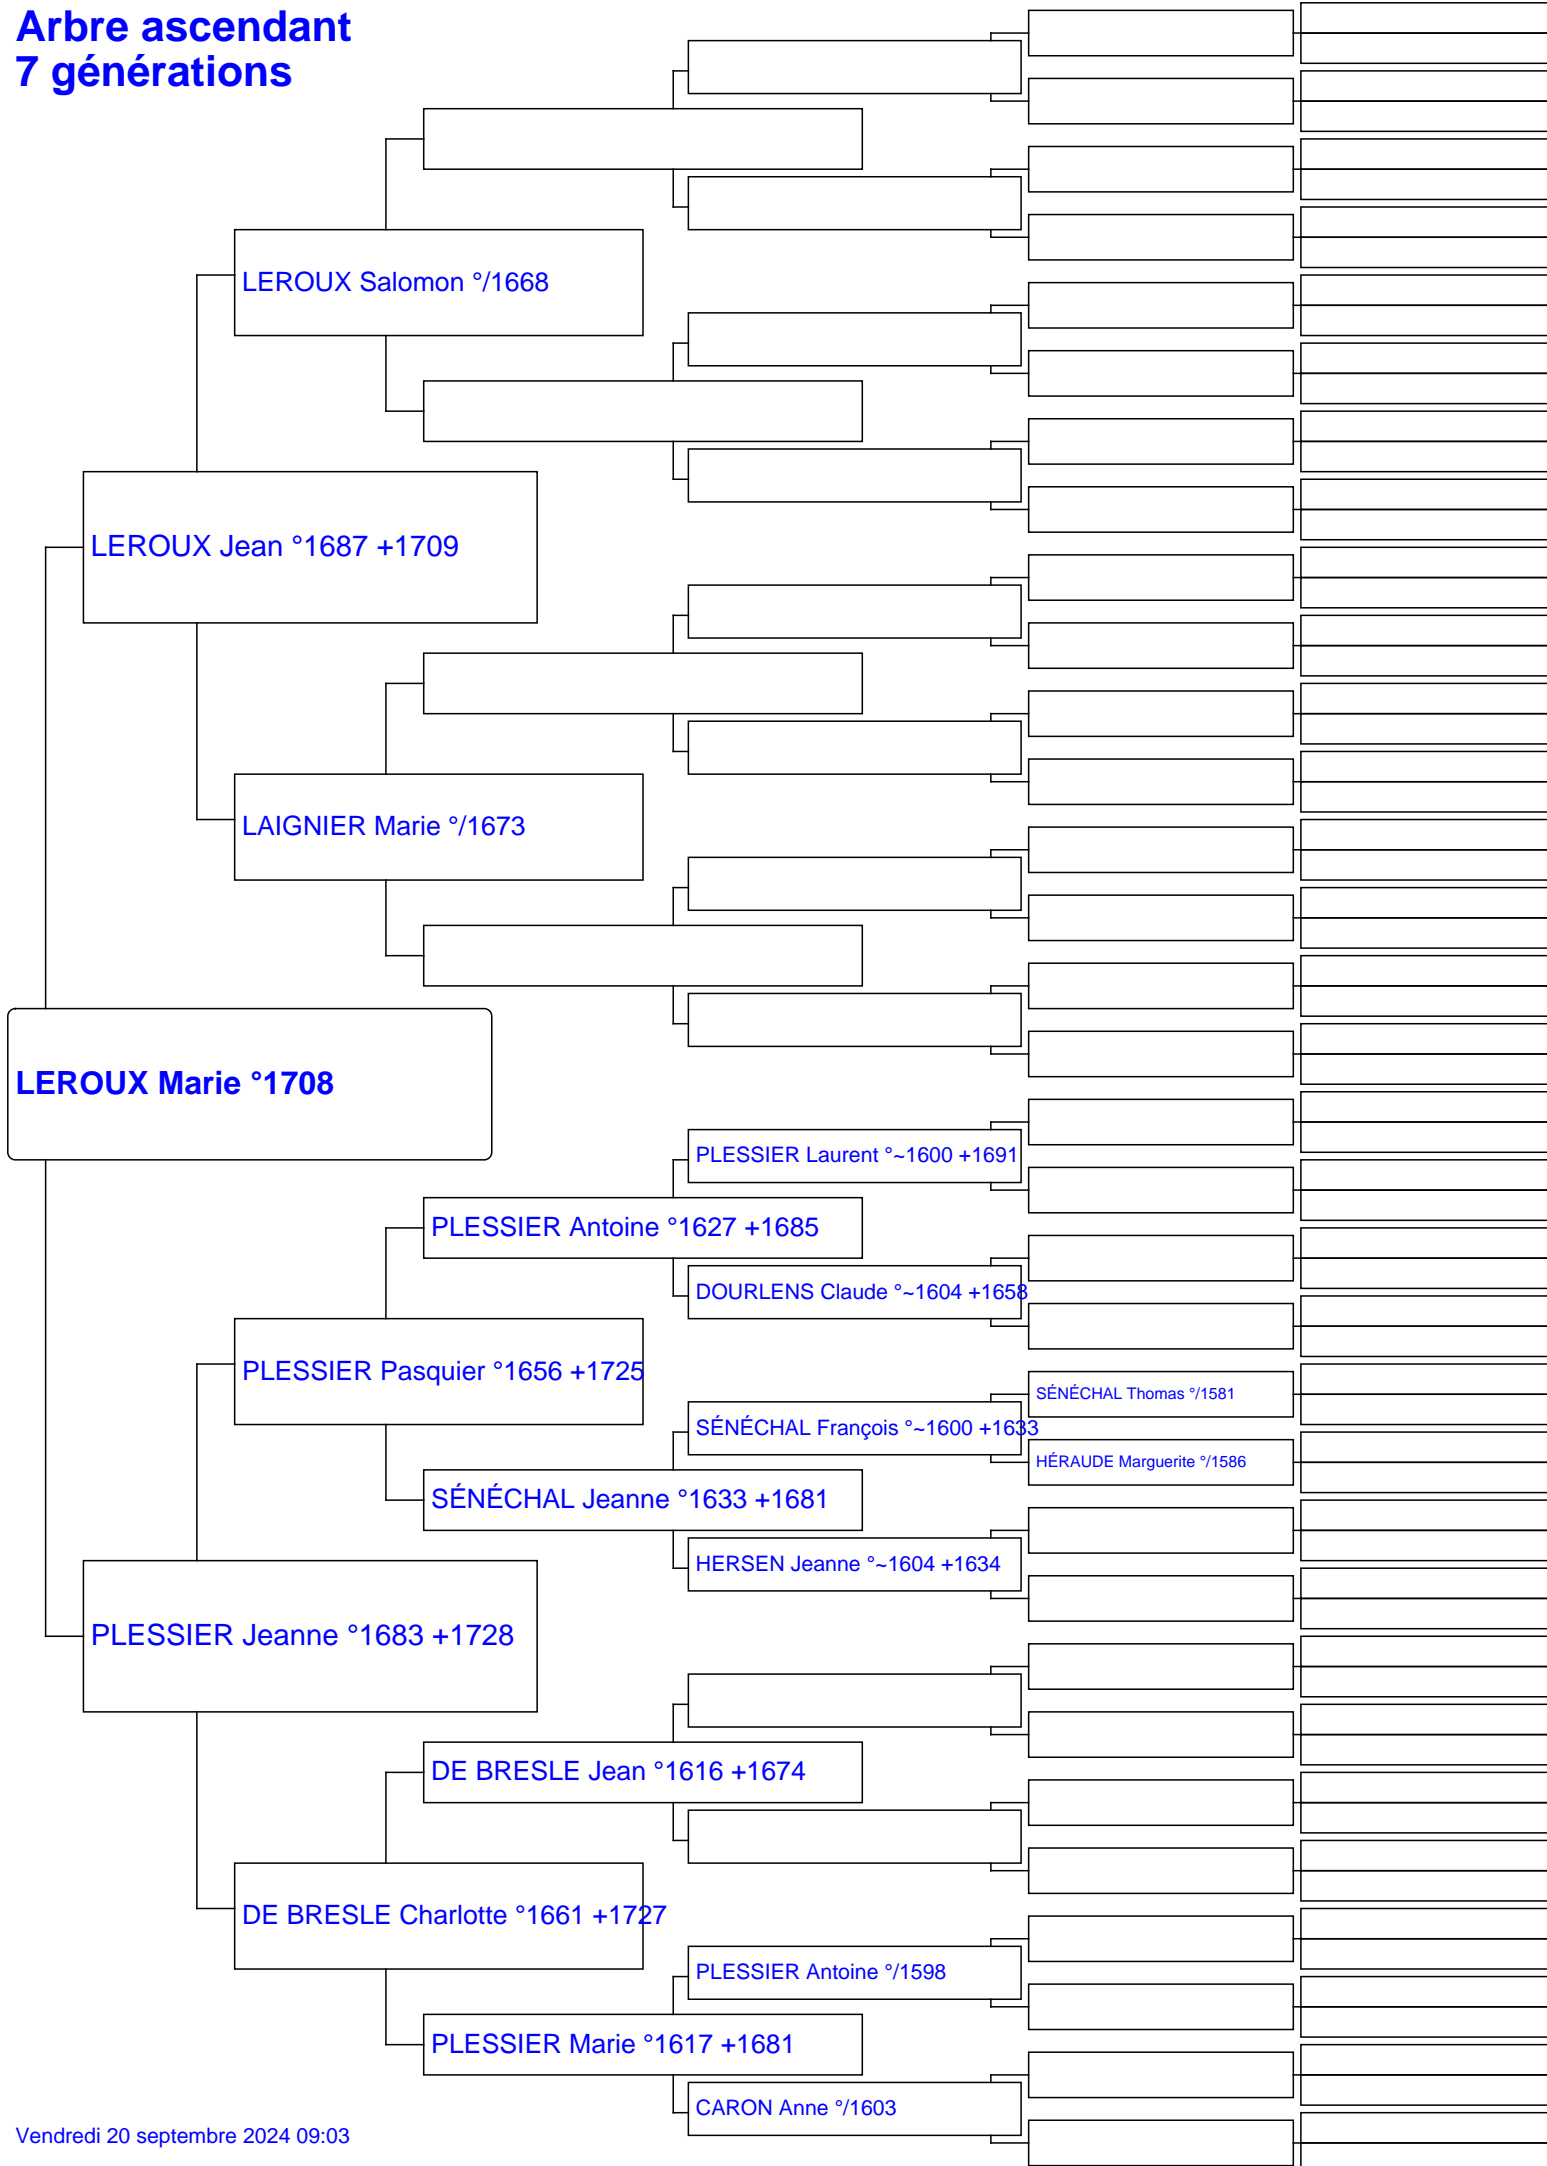 Arbre ascendant
7 générations
LEROUX Salomon °/1668
LEROUX Jean °1687 +1709
LAIGNIER Marie °/1673
LEROUX Marie °1708
PLESSIER Laurent °~1600 +1691
PLESSIER Antoine °1627 +1685
DOURLENS Claude °~1604 +1658
PLESSIER Pasquier °1656 +1725
SÉNÉCHAL Thomas °/1581
SÉNÉCHAL François °~1600 +1633
HÉRAUDE Marguerite °/1586
SÉNÉCHAL Jeanne °1633 +1681
HERSEN Jeanne °~1604 +1634
PLESSIER Jeanne °1683 +1728
DE BRESLE Jean °1616 +1674
DE BRESLE Charlotte °1661 +1727
PLESSIER Antoine °/1598
PLESSIER Marie °1617 +1681
CARON Anne °/1603
Vendredi 20 septembre 2024 09:03